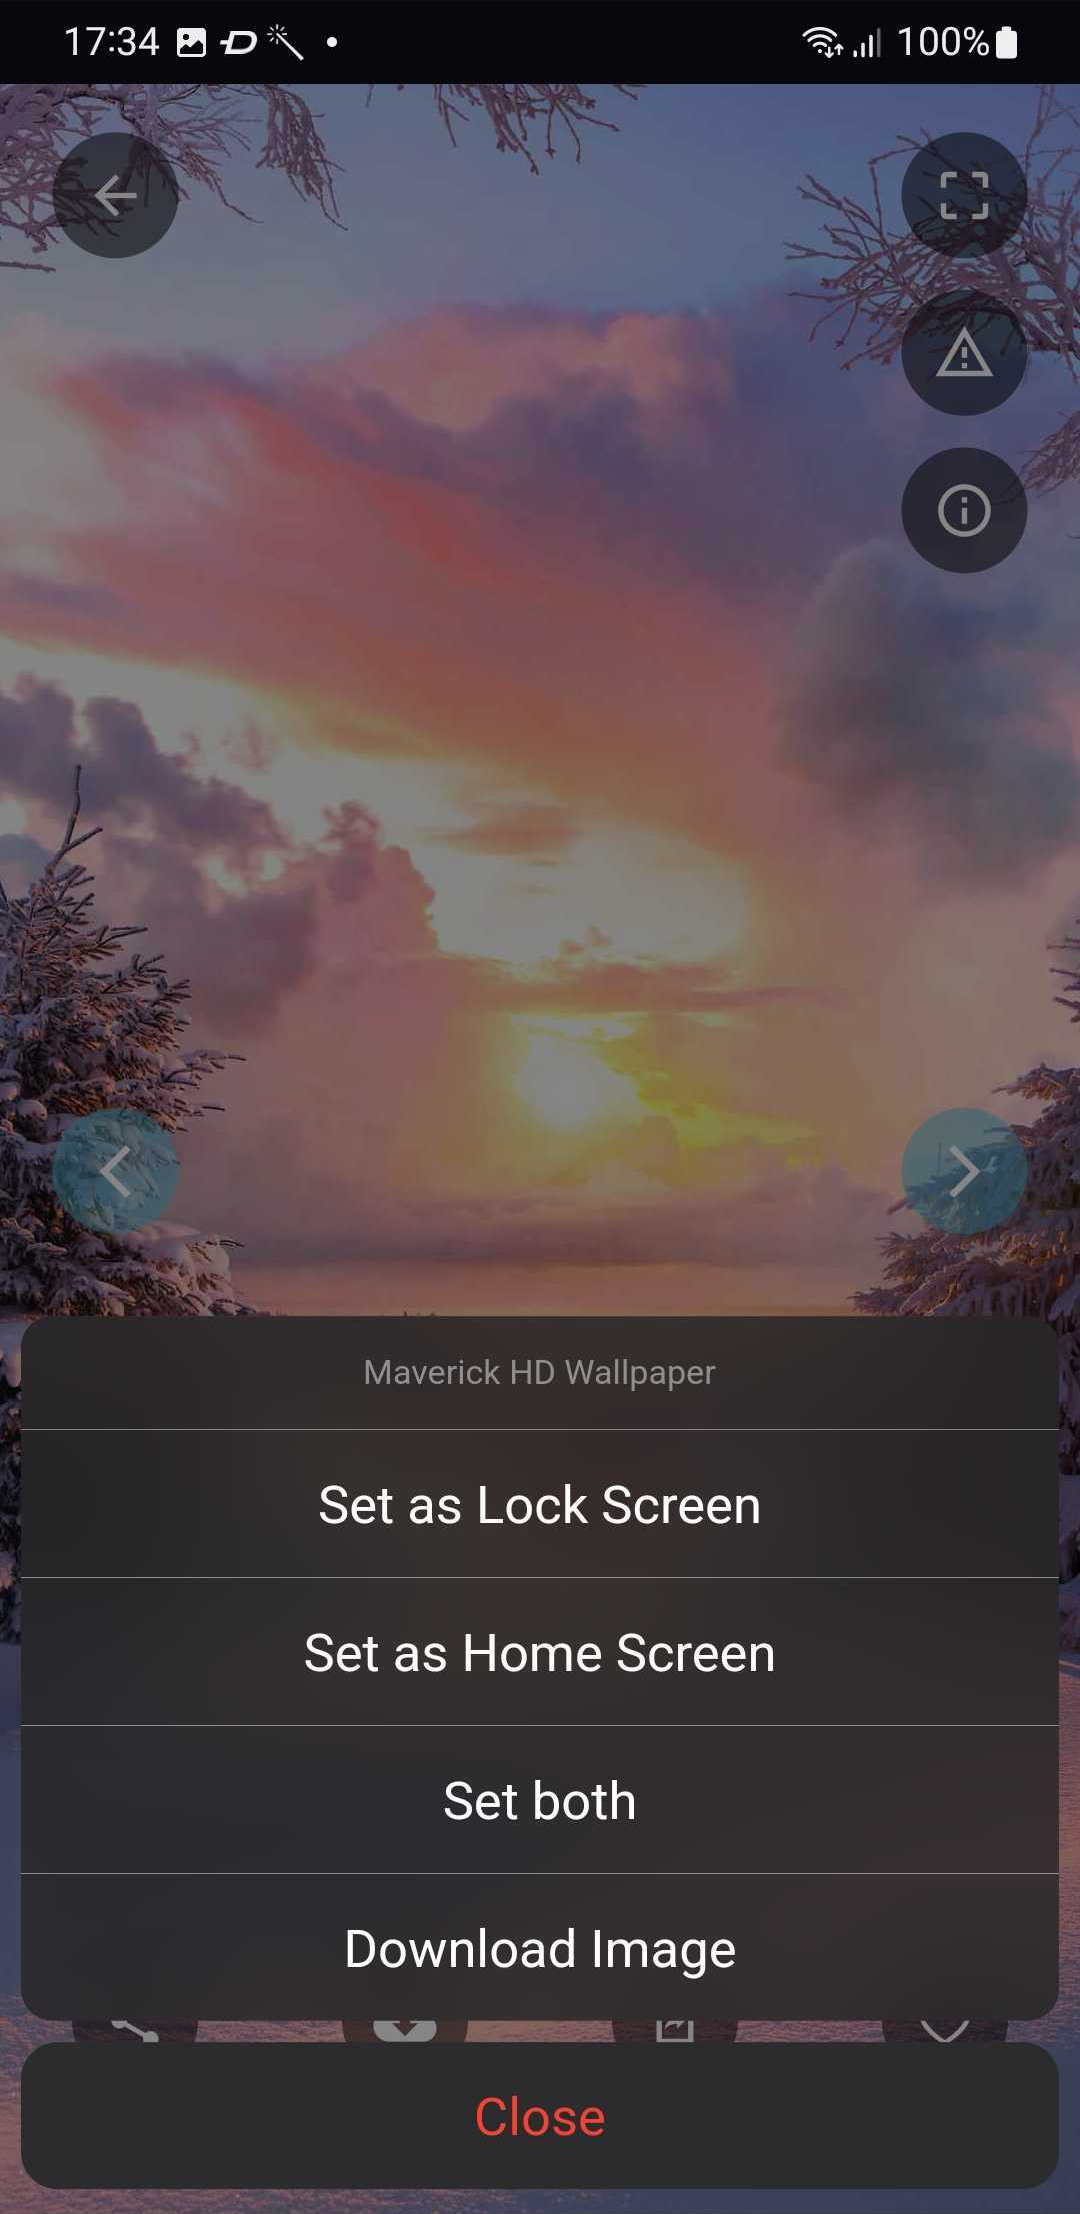 17:34
100%
Maverick HD Wallpaper
Set as Lock Screen
Set as Home Screen
Set both
Download Image
Close